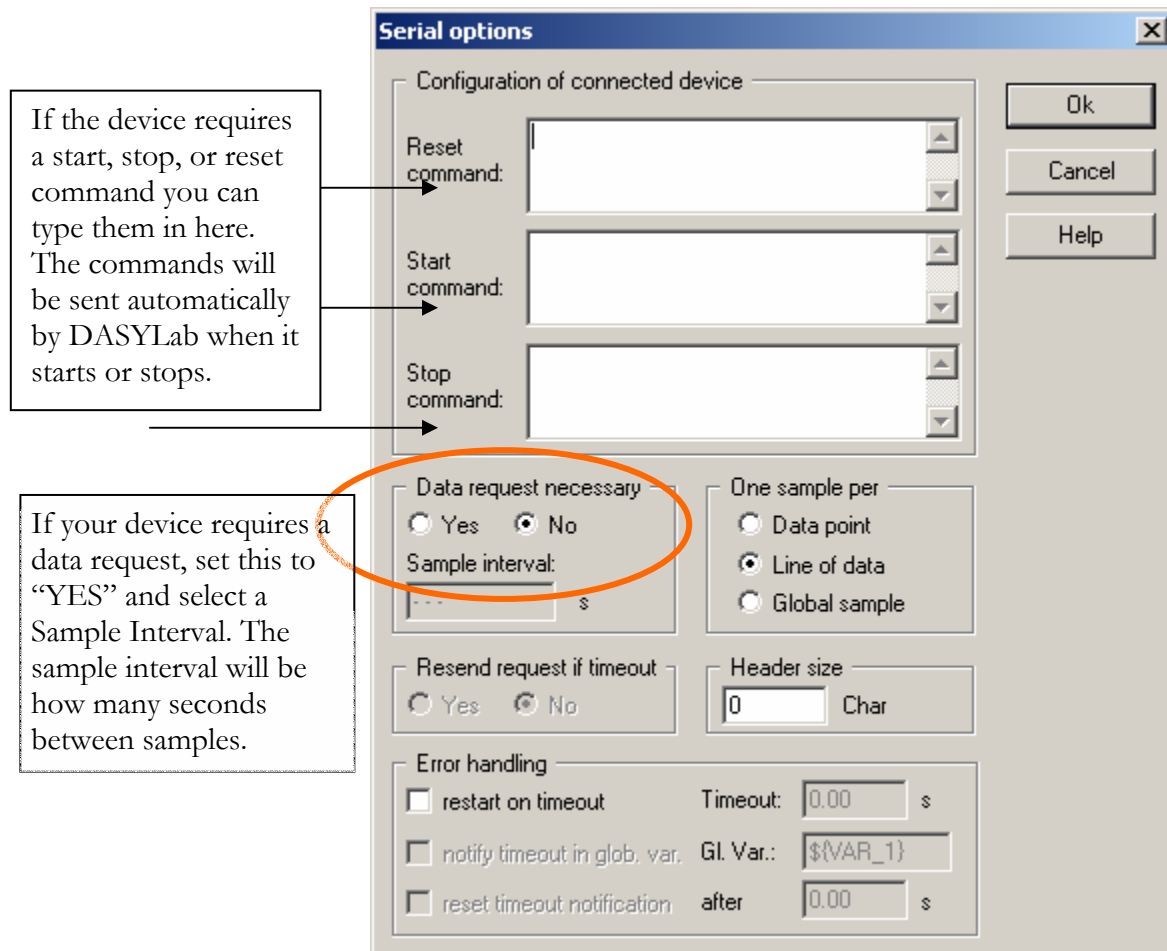 Serial options
If the device requires
a start, stop, or reset
command you can
type them in here.
The commands will
be sent automatically
by DASYLab when it
starts or stops.
Configuration of connected device
Reset
command:
Start
command:
Stop
command:
Ok
Cancel
Help
If your device requires a
data request, set this to
“YES” and select a
Sample Interval. The
sample interval will be
how many seconds
between samples.
Data request necessary
Yes No
Sample interval:
--- s
One sample per
Data point
Line of data
Global sample
Resend request if timeout
Yes No
Header size
0 Char
Error handling
restart on timeout Timeout: 0.00 s
notify timeout in glob. var. Gl. Var.: ${VAR_1}
reset timeout notification after 0.00 s